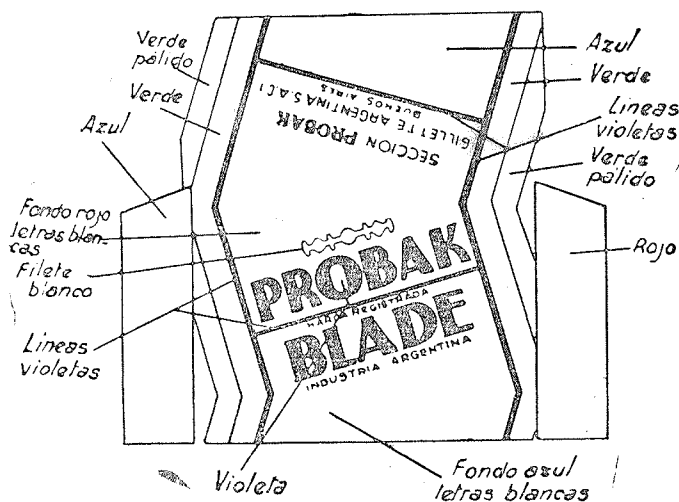 Verde
pálido
Verde
Azul
Fondo rojo
letras blan-
cas
Filete
blanco
Lineas
violetas
Violeta
SECCION PROBAK
GILLETTE ARGENTINA S.A.C.I
BUENOS AIRES
PROBAK
MARCA REGISTRADA
BLADE
INDUSTRIA ARGENTINA
Azul
Verde
Lineas
violetas
Verde
palido
Rojo
Fondo azul
letras blancas